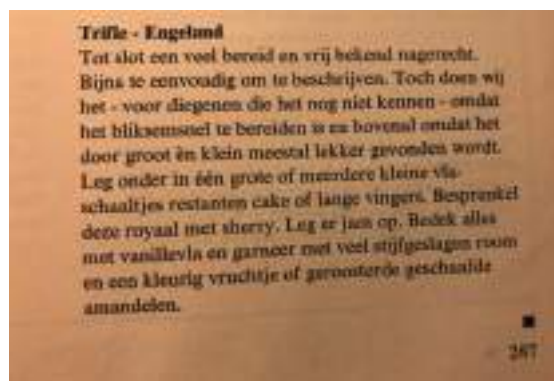 Trifle - Engeland
Tot slot een veel bereid en vrij bekend nagerecht.
Bijna te eenvoudig om te beschrijven. Toch doen wij
het - voor diegenen die het nog niet kennen - omdat
het bliksemsnel te bereiden is en bovenal omdat het
door groot èn klein meestal lekker gevonden wordt.
Leg onder in één grote of meerdere kleine vla-
schaaltjes restanten cake of lange vingers. Besprenkel
deze royaal met sherry. Leg er jam op. Bedek alles
met vanillevla en garneer met veel stijfgeslagen room
en een kleurig vruchtje of geroosterde geschaafde
amandelen.
267